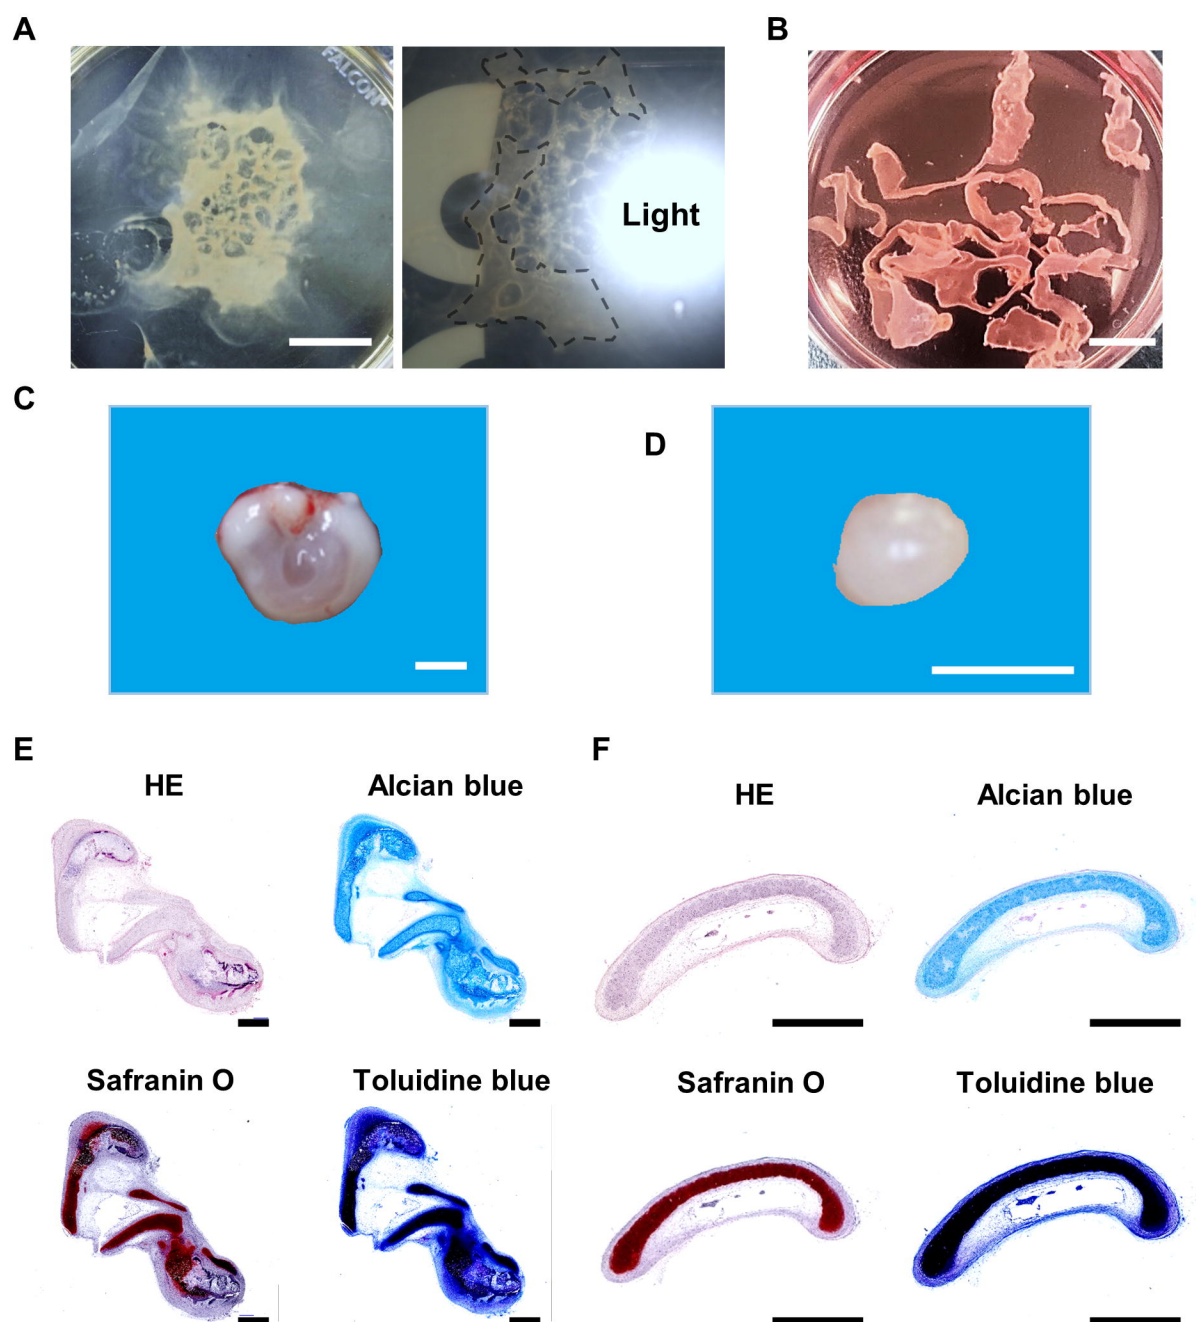 A
B
FALCON
Light
C
D
E
F
HE
Alcian blue
HE
Alcian blue
Safranin O
Toluidine blue
Safranin O
Toluidine blue